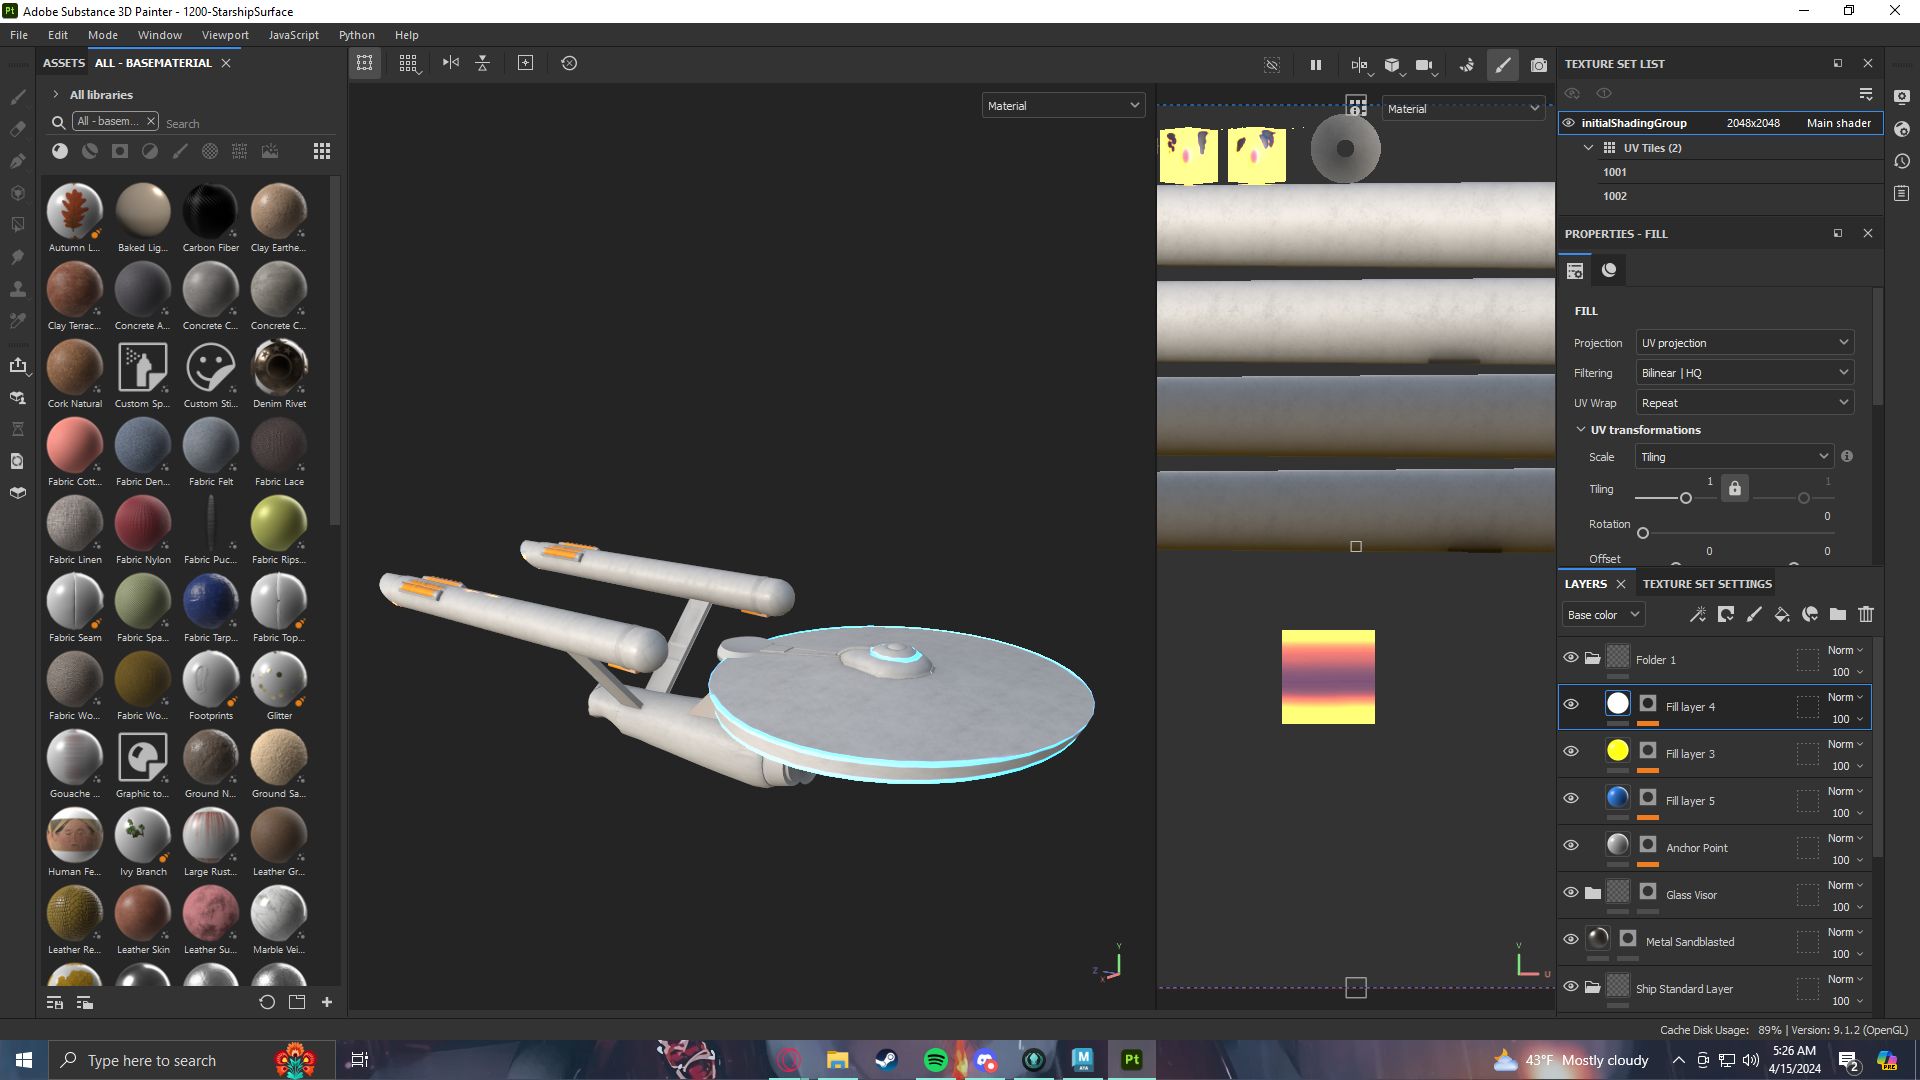 Pt Adobe Substance 3D Painter - 1200-StarshipSurface
File Edit Mode Window Viewport JavaScript Python Help
ASSETS ALL - BASEMATERIAL
All libraries
All - basem... Search
Autumn L... Baked Lig... Carbon Fiber Clay Earthe...
Clay Terrac... Concrete A... Concrete C... Concrete C...
Cork Natural Custom Sp... Custom Sti... Denim Rivet
Fabric Cott... Fabric Den... Fabric Felt Fabric Lace
Fabric Linen Fabric Nylon Fabric Puc... Fabric Rips...
Fabric Seam Fabric Spa... Fabric Tarp... Fabric Top...
Fabric Wo... Fabric Wo... Footprints Glitter
Gouache ... Graphic to... Ground N... Ground Sa...
Human Fe... Ivy Branch Large Rust... Leather Gr...
Leather Re... Leather Skin Leather Su... Marble Vei...
Material
Y
Z
X
Material
V
U
TEXTURE SET LIST
initialShadingGroup 2048x2048 Main shader
UV Tiles (2)
1001
1002
PROPERTIES - FILL
FILL
Projection UV projection
Filtering Bilinear | HQ
UV Wrap Repeat
UV transformations
Scale Tiling
Tiling 1 1
Rotation 0
Offset 0 0
LAYERS TEXTURE SET SETTINGS
Base color
Folder 1 Norm 100
Fill layer 4 Norm 100
Fill layer 3 Norm 100
Fill layer 5 Norm 100
Anchor Point Norm 100
Glass Visor Norm 100
Metal Sandblasted Norm 100
Ship Standard Layer Norm 100
Cache Disk Usage: 89% | Version: 9.1.2 (OpenGL)
Type here to search
M
Pt
43°F Mostly cloudy
5:26 AM
4/15/2024
2
PRE